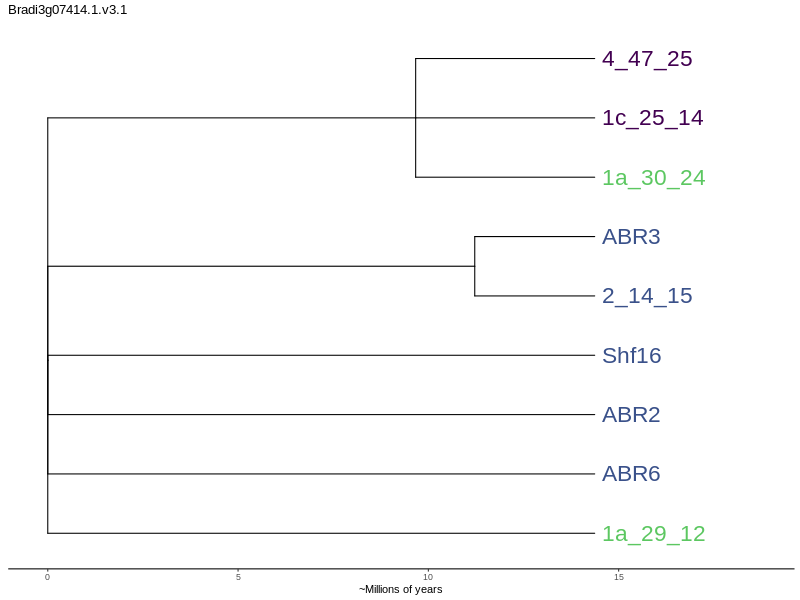 Bradi3g07414.1.v3.1
4_47_25
1c_25_14
1a_30_24
ABR3
2_14_15
Shf16
ABR2
ABR6
1a_29_12
0 5 10 15
~Millions of years